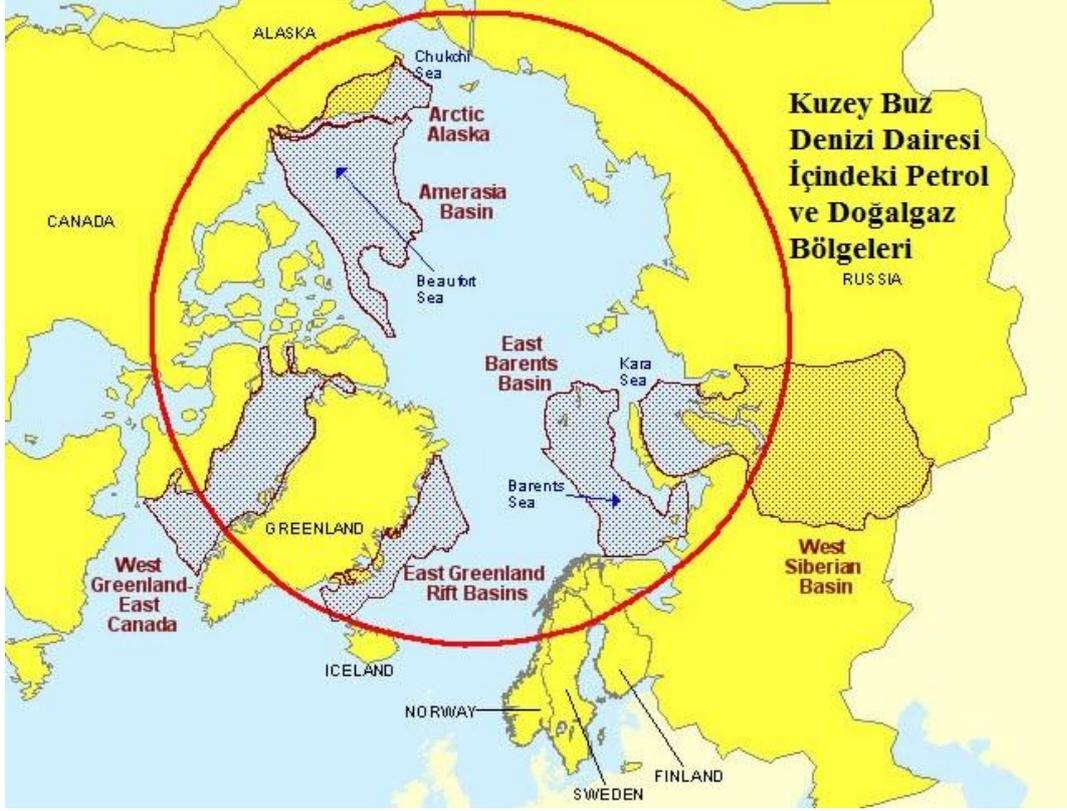 ALASKA
Chukchi
Sea
Kuzey Buz
Denizi Dairesi
İçindeki Petrol
ve Doğalgaz
Bölgeleri
Arctic
Alaska
Amerasia
Basin
CANADA
Beaufort
Sea
RUSSIA
East
Barents
Basin
Kara
Sea
Barents
Sea
GREENLAND
West
Greenland-
East
Canada
East Greenland
Rift Basins
West
Siberian
Basin
ICELAND
NORWAY
FINLAND
SWEDEN